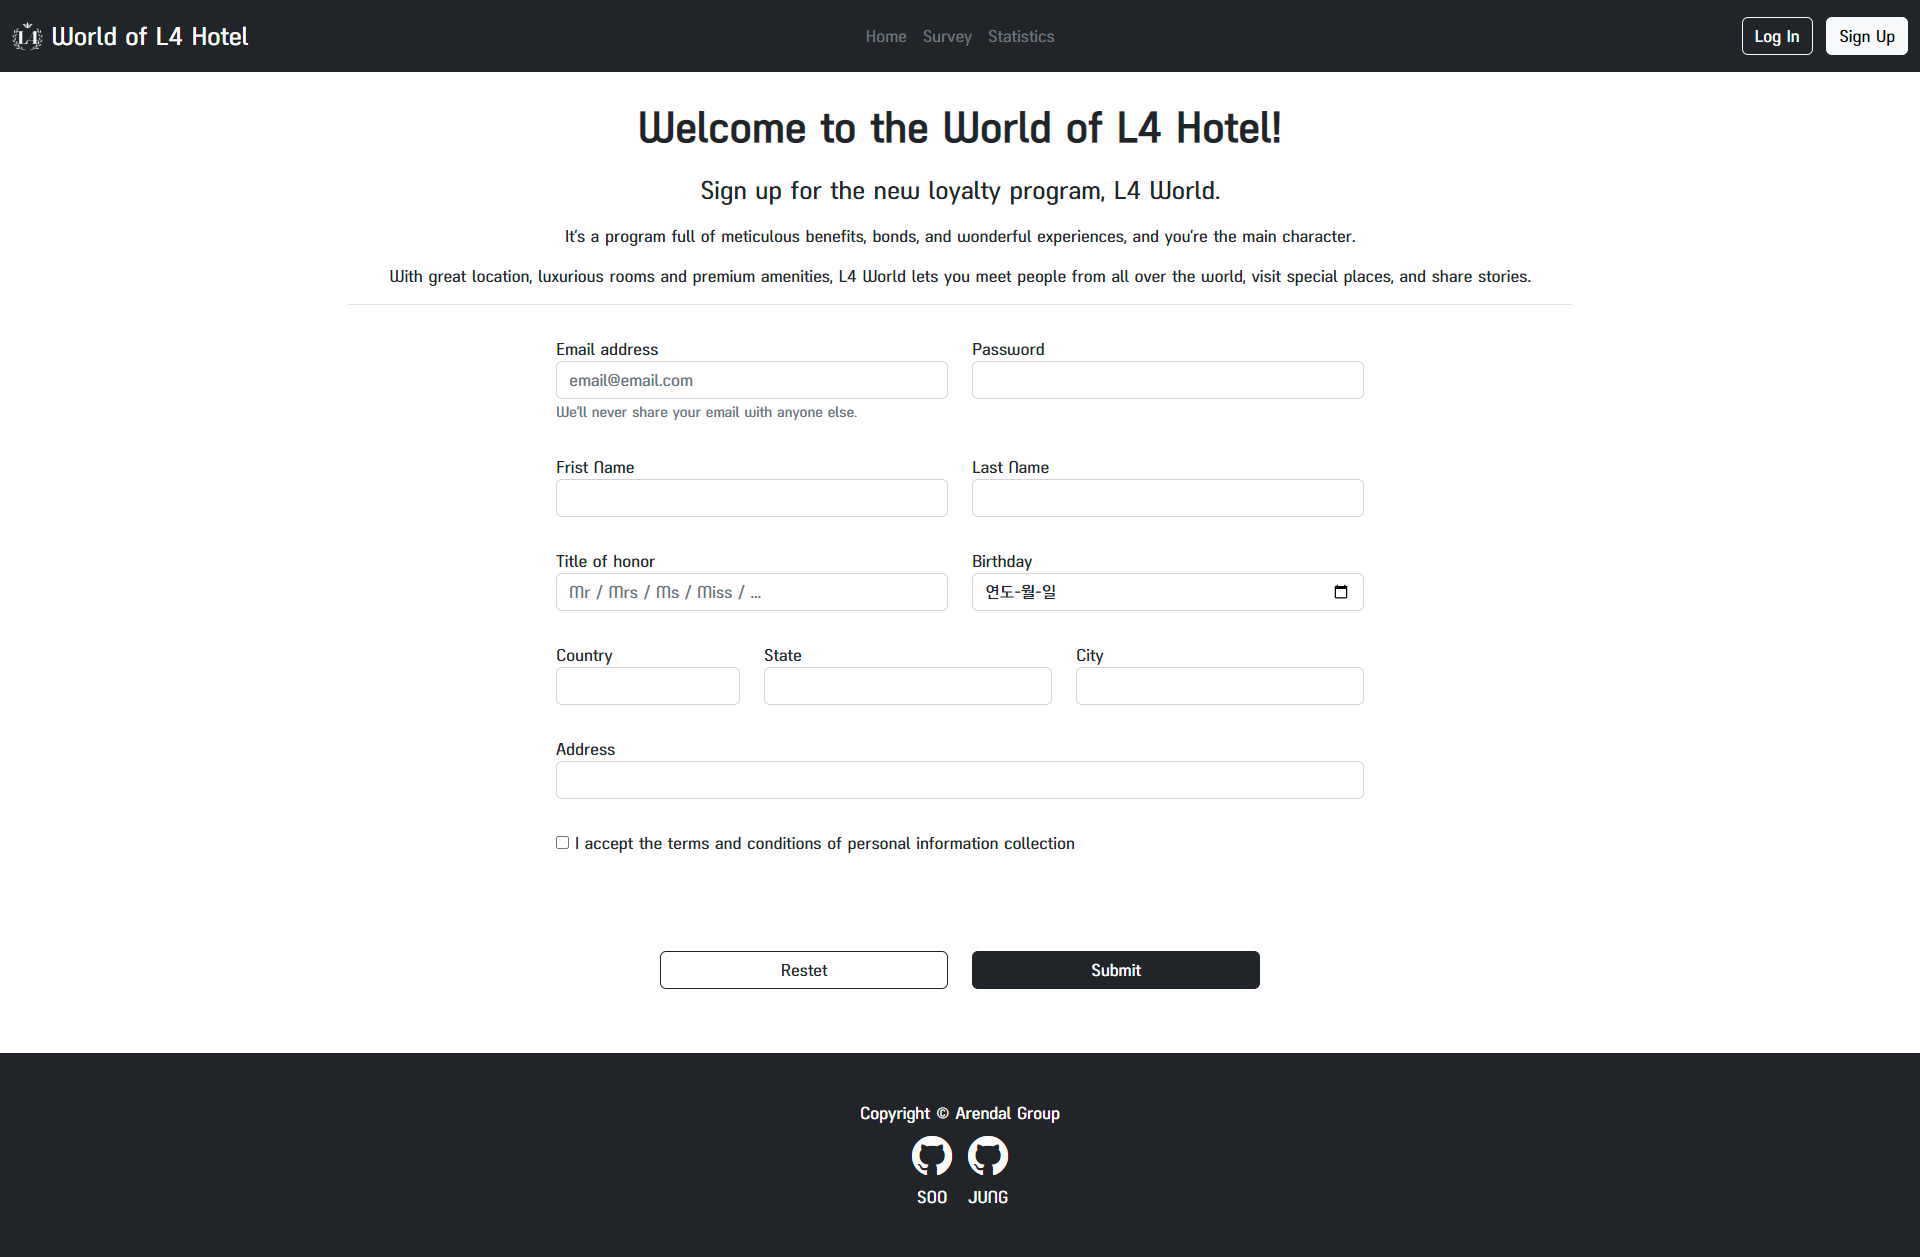 L4 World of L4 Hotel Home Survey Statistics Log In Sign Up
Welcome to the World of L4 Hotel!
Sign up for the new loyalty program, L4 World.
It's a program full of meticulous benefits, bonds, and wonderful experiences, and you're the main character.
With great location, luxurious rooms and premium amenities, L4 World lets you meet people from all over the world, visit special places, and share stories.
Email address Password
email@email.com
We'll never share your email with anyone else.
Frist Name Last Name
Title of honor Birthday
Mr / Mrs / Ms / Miss / ... 연도-월-일
Country State City
Address
I accept the terms and conditions of personal information collection
Restet Submit
Copyright © Arendal Group
SOO JUNG